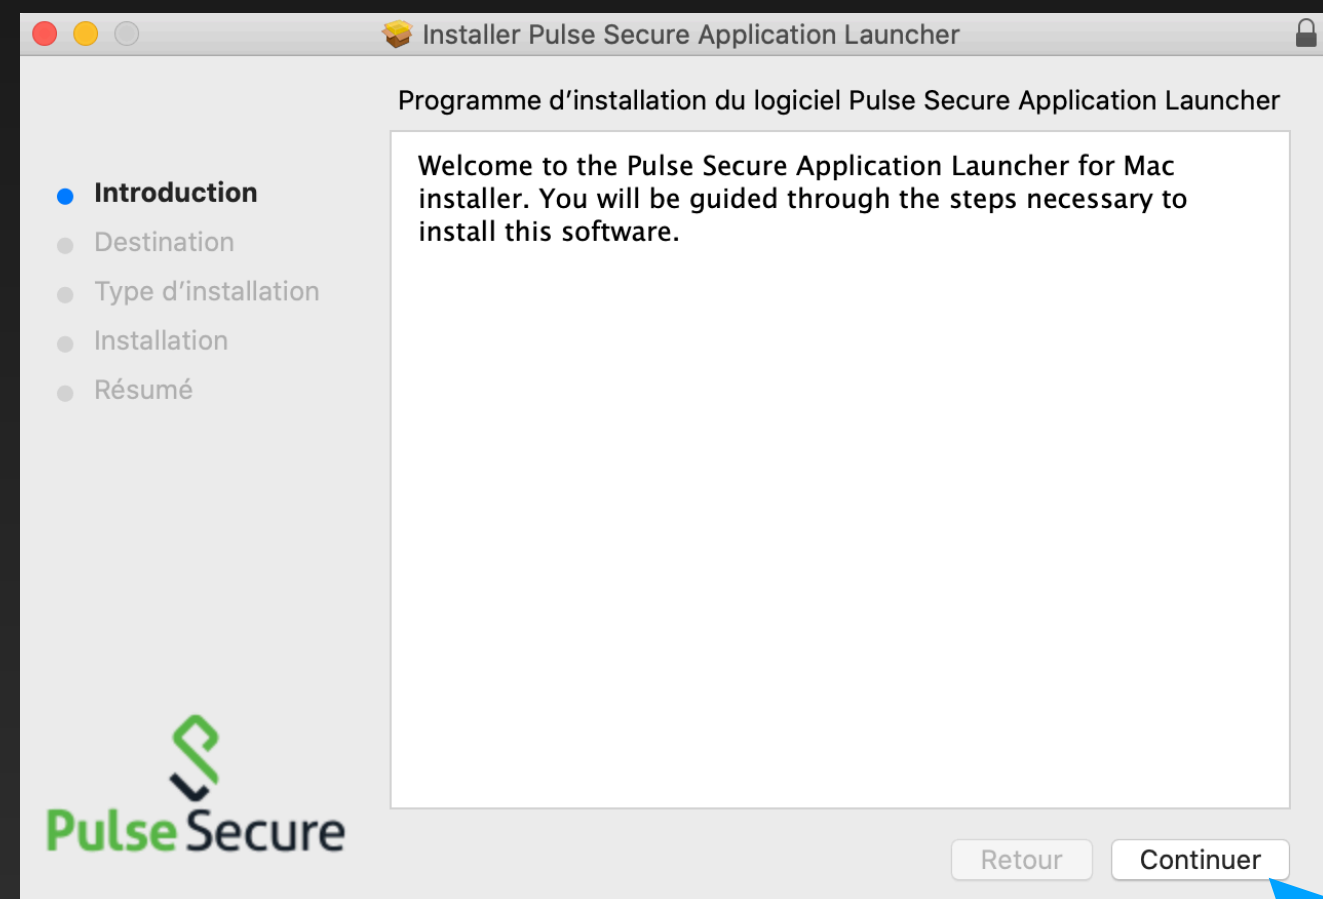 Installer Pulse Secure Application Launcher
Programme d’installation du logiciel Pulse Secure Application Launcher
Introduction
Destination
Type d’installation
Installation
Résumé
Welcome to the Pulse Secure Application Launcher for Mac
installer. You will be guided through the steps necessary to
install this software.
Pulse Secure
Retour
Continuer